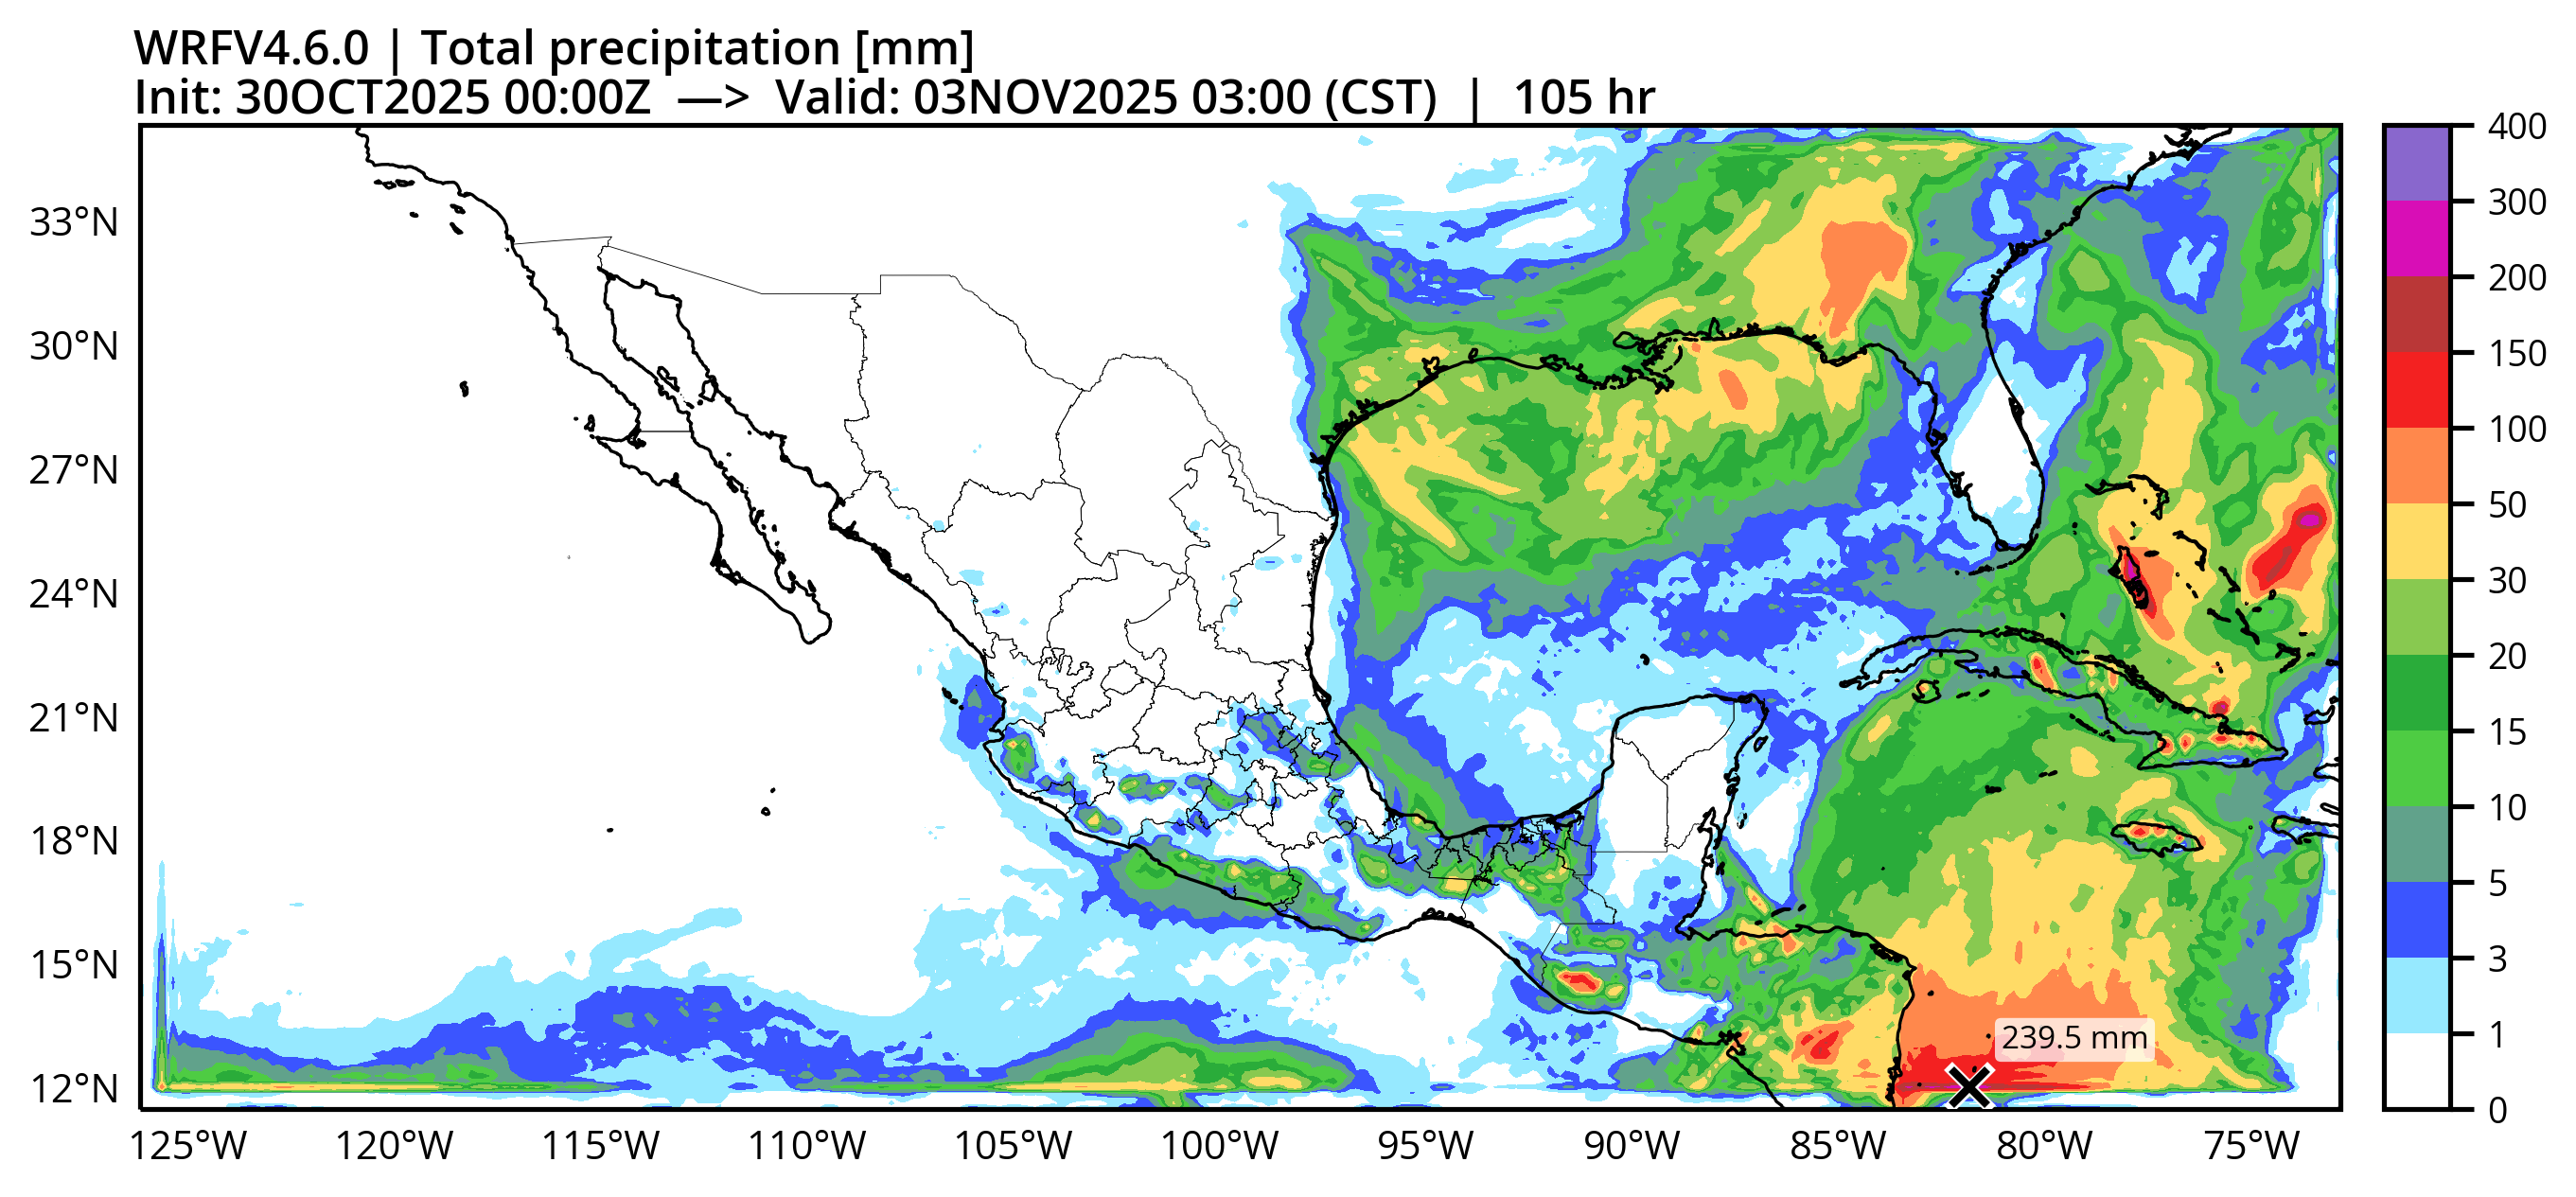 WRFV4.6.0 | Total precipitation [mm]
Init: 30OCT2025 00:00Z —> Valid: 03NOV2025 03:00 (CST) | 105 hr
33°N
30°N
27°N
24°N
21°N
18°N
15°N
12°N
239.5 mm
125°W 120°W 115°W 110°W 105°W 100°W 95°W 90°W 85°W 80°W 75°W
400
300
200
150
100
50
30
20
15
10
5
3
1
0